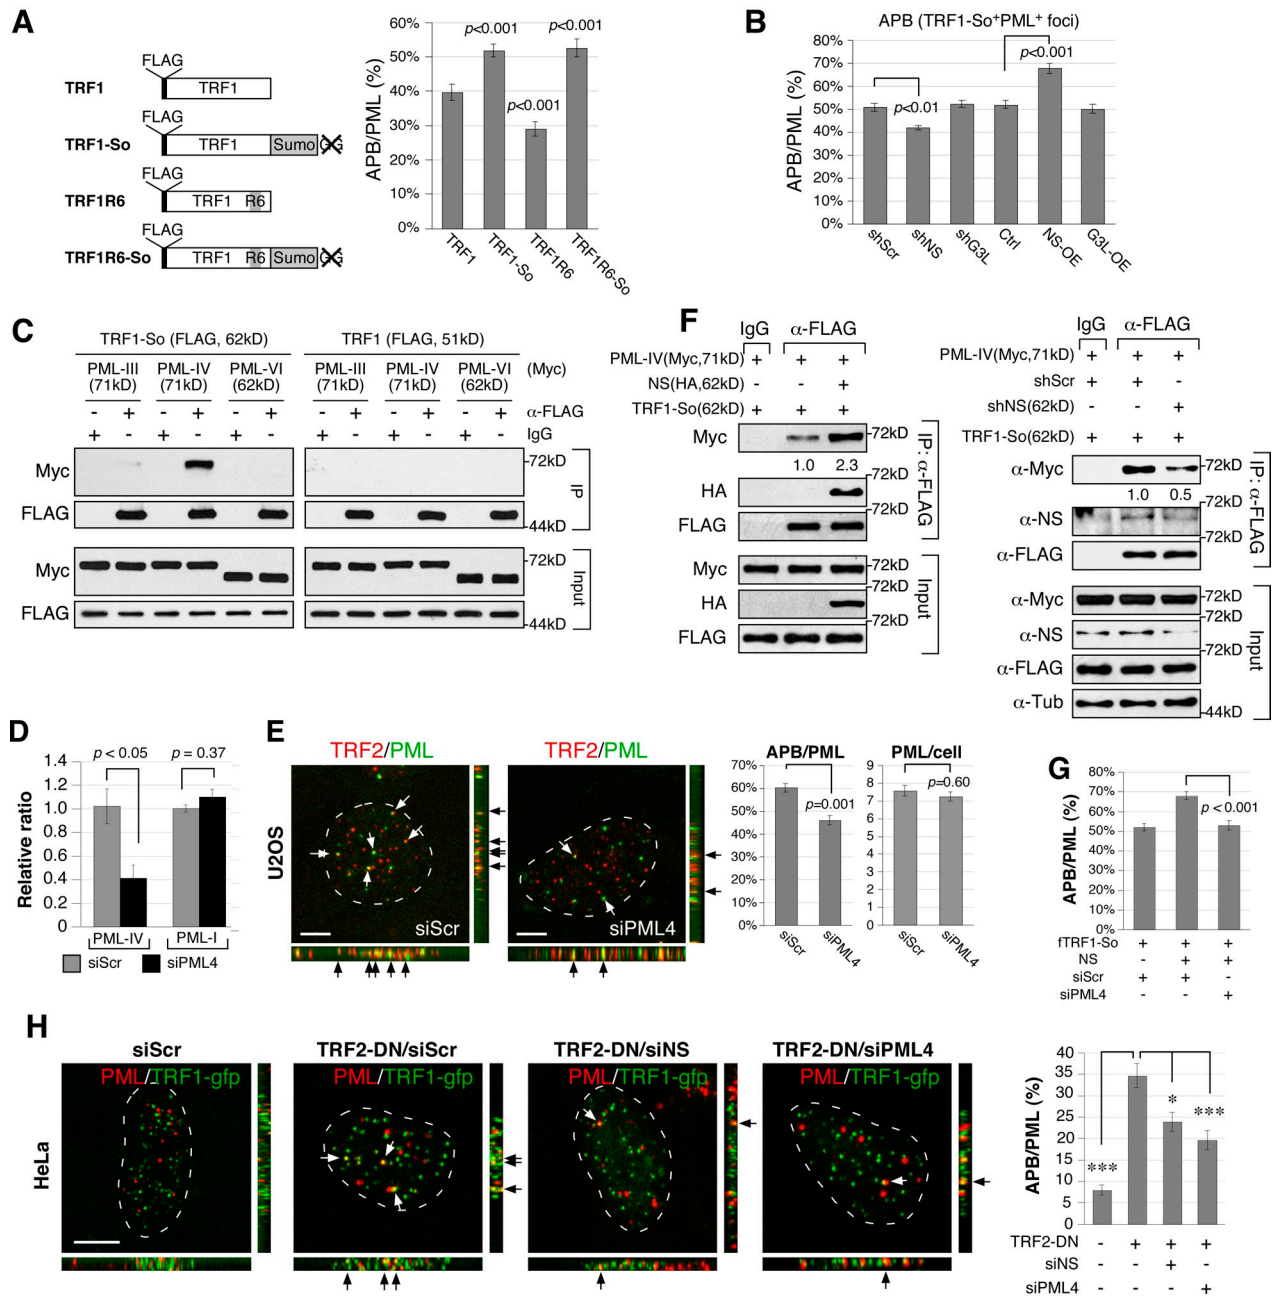 A
FLAG
TRF1 TRF1
FLAG
TRF1-So TRF1 Sumo GG
FLAG
TRF1R6 TRF1 R6
FLAG
TRF1R6-So TRF1 R6 Sumo GG
APB/PML (%)
60%
50%
40%
30%
20%
10%
0%
p<0.001
p<0.001
p<0.001
TRF1
TRF1-So
TRF1R6
TRF1R6-So
B
APB (TRF1-So+PML+ foci)
APB/PML (%)
80%
70%
60%
50%
40%
30%
20%
10%
0%
p<0.01
p<0.001
shScr
shNS
shG3L
Ctrl
NS-OE
G3L-OE
C
TRF1-So (FLAG, 62kD) TRF1 (FLAG, 51kD)
PML-III PML-IV PML-VI PML-III PML-IV PML-VI (Myc)
(71kD) (71kD) (62kD) (71kD) (71kD) (62kD)
- + - + - + - + - + - + α-FLAG
+ - + - + - + - + - + - IgG
Myc -72kD
FLAG -44kD
IP
Myc -72kD
FLAG -44kD
Input
F
IgG α-FLAG
PML-IV(Myc,71kD) + + +
NS(HA,62kD) - - +
TRF1-So(62kD) + + +
Myc -72kD
1.0 2.3
HA -72kD
FLAG -72kD
IP: α-FLAG
Myc -72kD
HA -72kD
FLAG -72kD
Input
IgG α-FLAG
PML-IV(Myc,71kD) + + +
shScr + + -
shNS(62kD) - - +
TRF1-So(62kD) + + +
α-Myc -72kD
1.0 0.5
α-NS -72kD
α-FLAG -72kD
IP: α-FLAG
α-Myc -72kD
α-NS -72kD
α-FLAG -72kD
α-Tub -44kD
Input
D
Relative ratio
1.4
1.2
1.0
0.8
0.6
0.4
0.2
0
p < 0.05 p = 0.37
PML-IV PML-I
siScr siPML4
E
TRF2/PML TRF2/PML
U2OS
siScr siPML4
APB/PML
70%
60%
50%
40%
30%
20%
10%
0%
p=0.001
siScr
siPML4
PML/cell
9
8
7
6
5
4
3
2
1
0
p=0.60
siScr
siPML4
G
APB/PML (%)
80%
70%
60%
50%
40%
30%
20%
10%
0%
p < 0.001
fTRF1-So + + +
NS - + +
siScr + + -
siPML4 - - +
H
siScr TRF2-DN/siScr TRF2-DN/siNS TRF2-DN/siPML4
PML/TRF1-gfp PML/TRF1-gfp PML/TRF1-gfp PML/TRF1-gfp
HeLa
APB/PML (%)
40
35
30
25
20
15
10
5
0
***
*
***
TRF2-DN - + + +
siNS - - + -
siPML4 - - - +